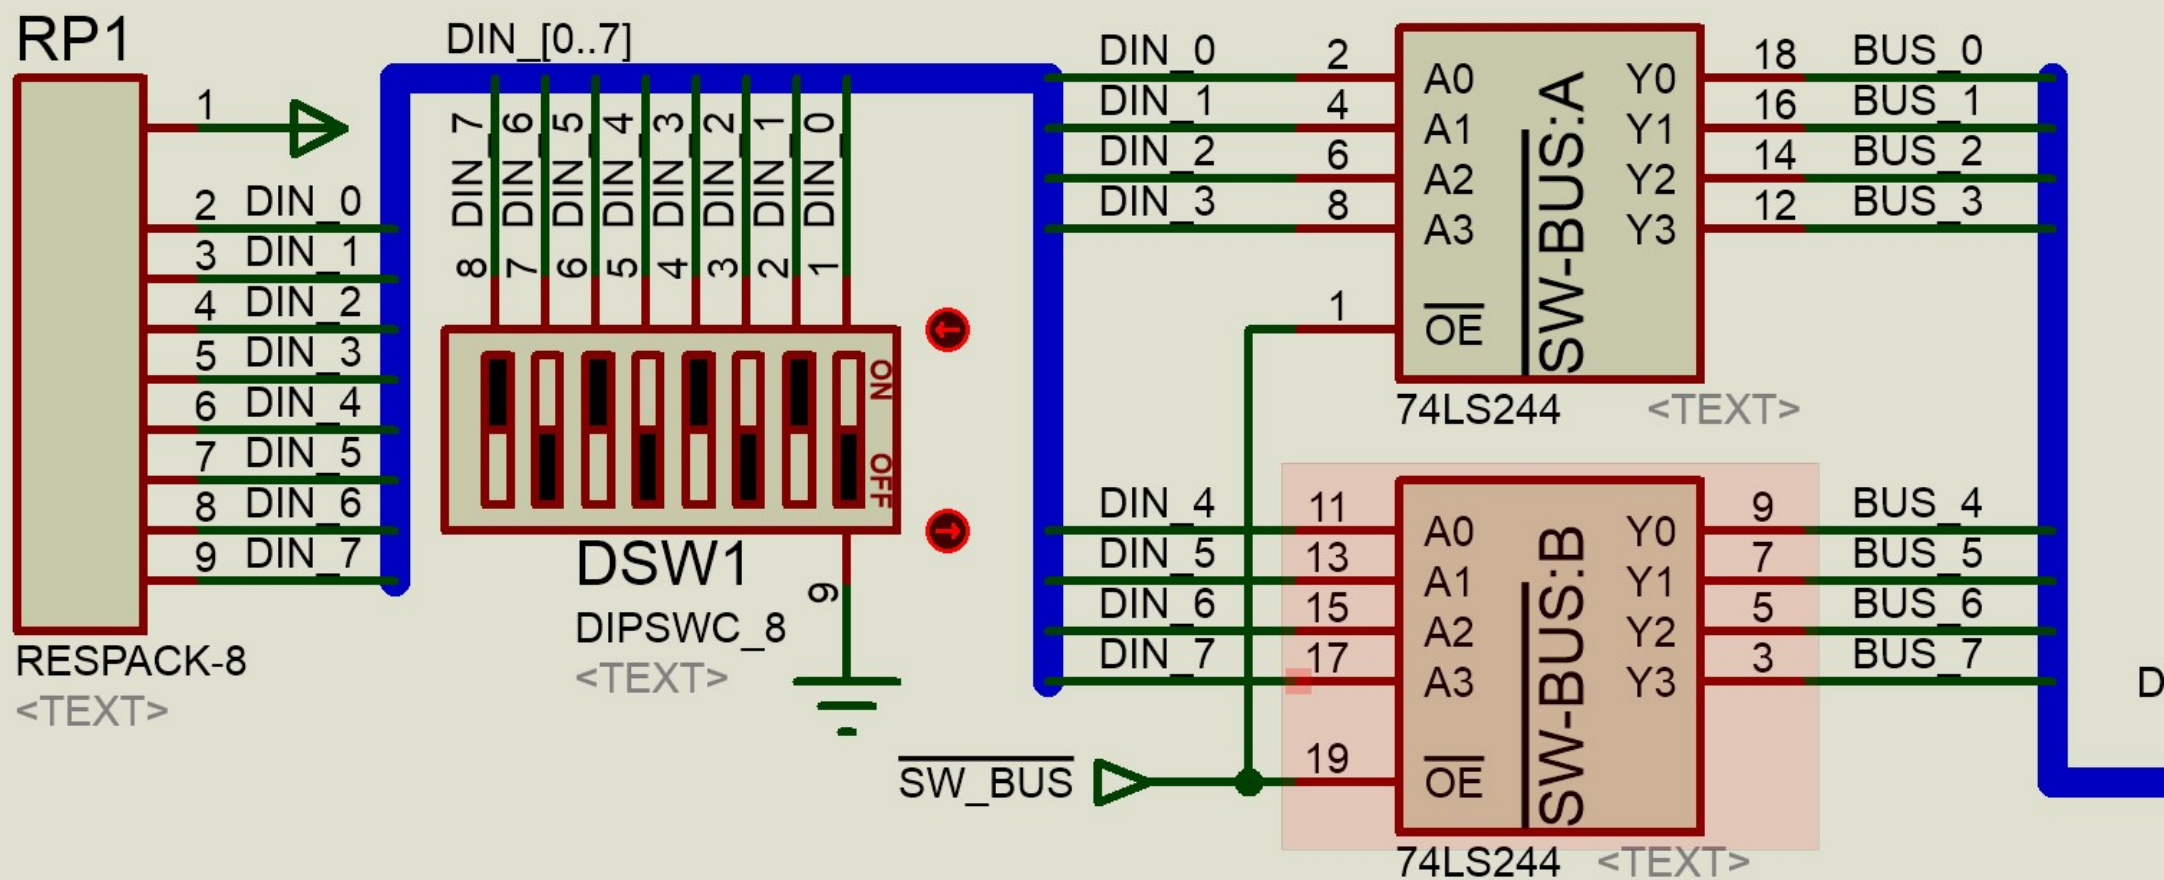 RP1
1
2 DIN_0
3 DIN_1
4 DIN_2
5 DIN_3
6 DIN_4
7 DIN_5
8 DIN_6
9 DIN_7
RESPACK-8
<TEXT>
DIN_[0..7]
DIN_7
DIN_6
DIN_5
DIN_4
DIN_3
DIN_2
DIN_1
DIN_0
8 7 6 5 4 3 2 1
ON
OFF
9
DSW1
DIPSWC_8
<TEXT>
DIN_0 2 A0 Y0 18 BUS_0
DIN_1 4 A1 Y1 16 BUS_1
DIN_2 6 A2 Y2 14 BUS_2
DIN_3 8 A3 Y3 12 BUS_3
1 OE
SW-BUS:A
74LS244 <TEXT>
DIN_4 11 A0 Y0 9 BUS_4
DIN_5 13 A1 Y1 7 BUS_5
DIN_6 15 A2 Y2 5 BUS_6
DIN_7 17 A3 Y3 3 BUS_7
SW_BUS 19 OE
SW-BUS:B
74LS244 <TEXT>
D